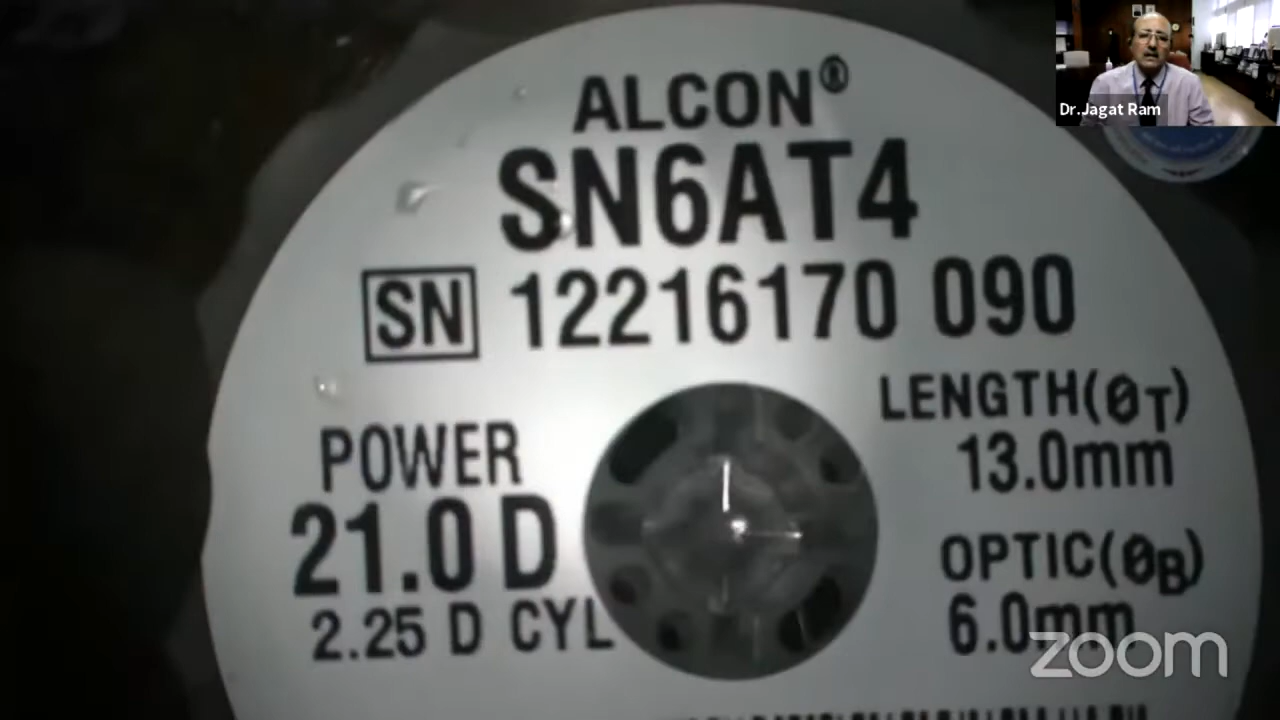 ALCON®
SN6AT4
SN 12216170 090
LENGTH(ØT)
13.0mm
POWER
21.0 D
2.25 D CYL
OPTIC(ØB)
6.0mm
Dr.Jagat Ram
zoom